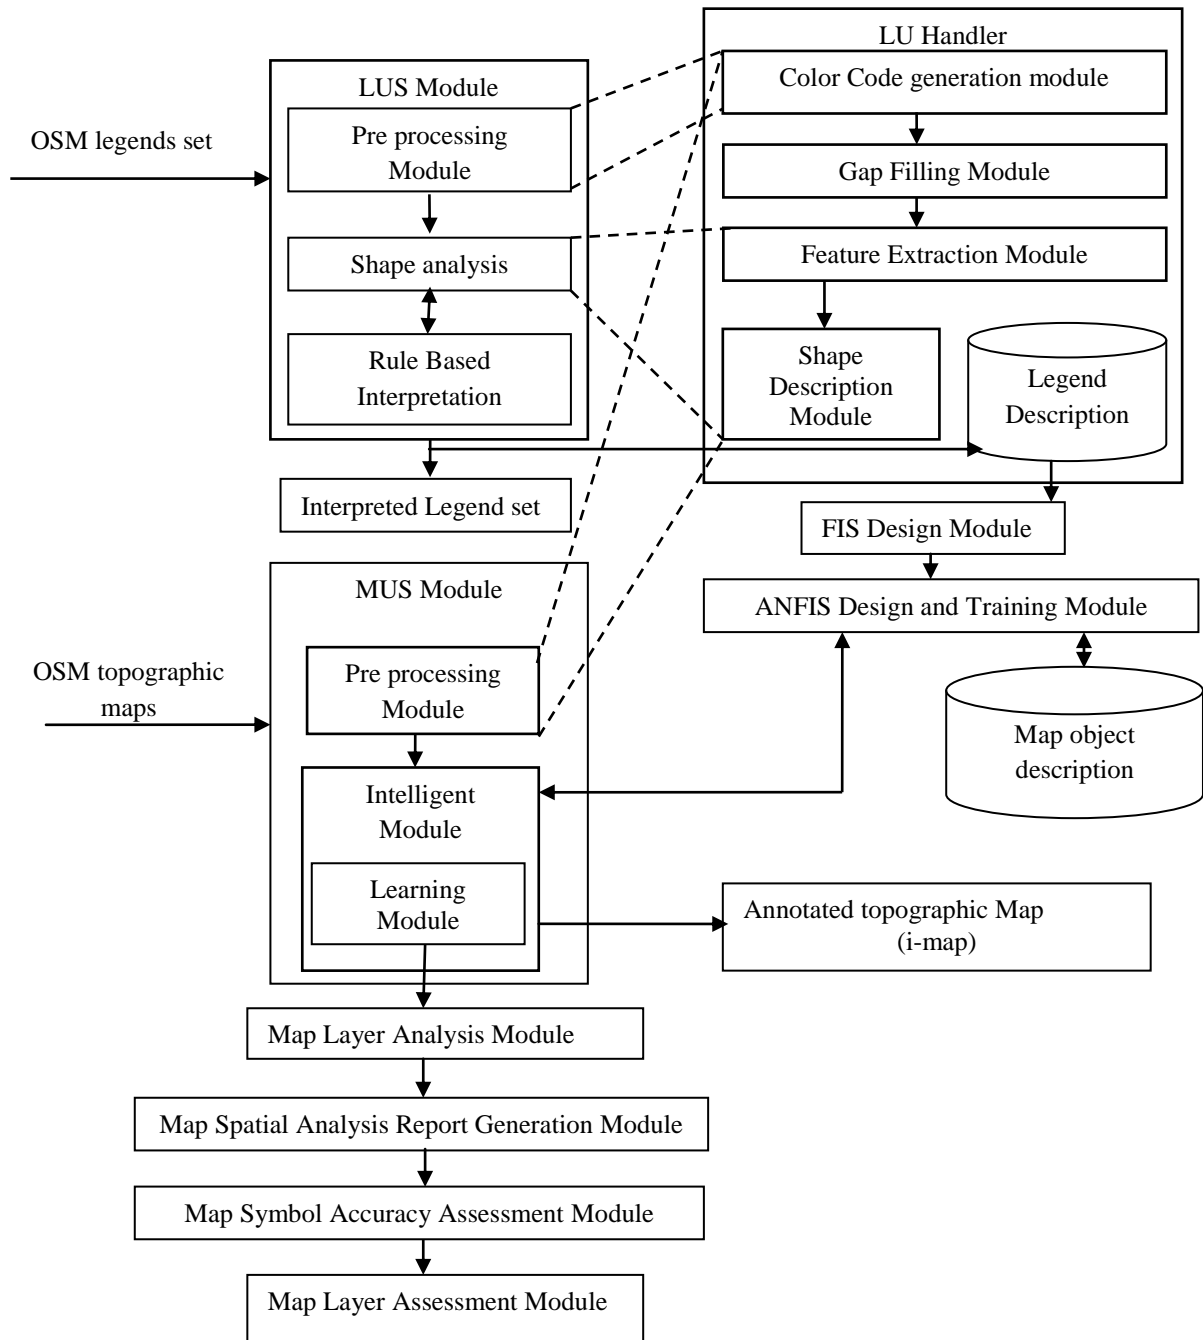 LU Handler
Color Code generation module
LUS Module
Pre processing
Module
OSM legends set
Gap Filling Module
Shape analysis
Feature Extraction Module
Rule Based
Interpretation
Shape
Description
Module
Legend
Description
Interpreted Legend set
FIS Design Module
MUS Module
ANFIS Design and Training Module
OSM topographic
maps
Pre processing
Module
Map object
description
Intelligent
Module
Learning
Module
Annotated topographic Map
(i-map)
Map Layer Analysis Module
Map Spatial Analysis Report Generation Module
Map Symbol Accuracy Assessment Module
Map Layer Assessment Module